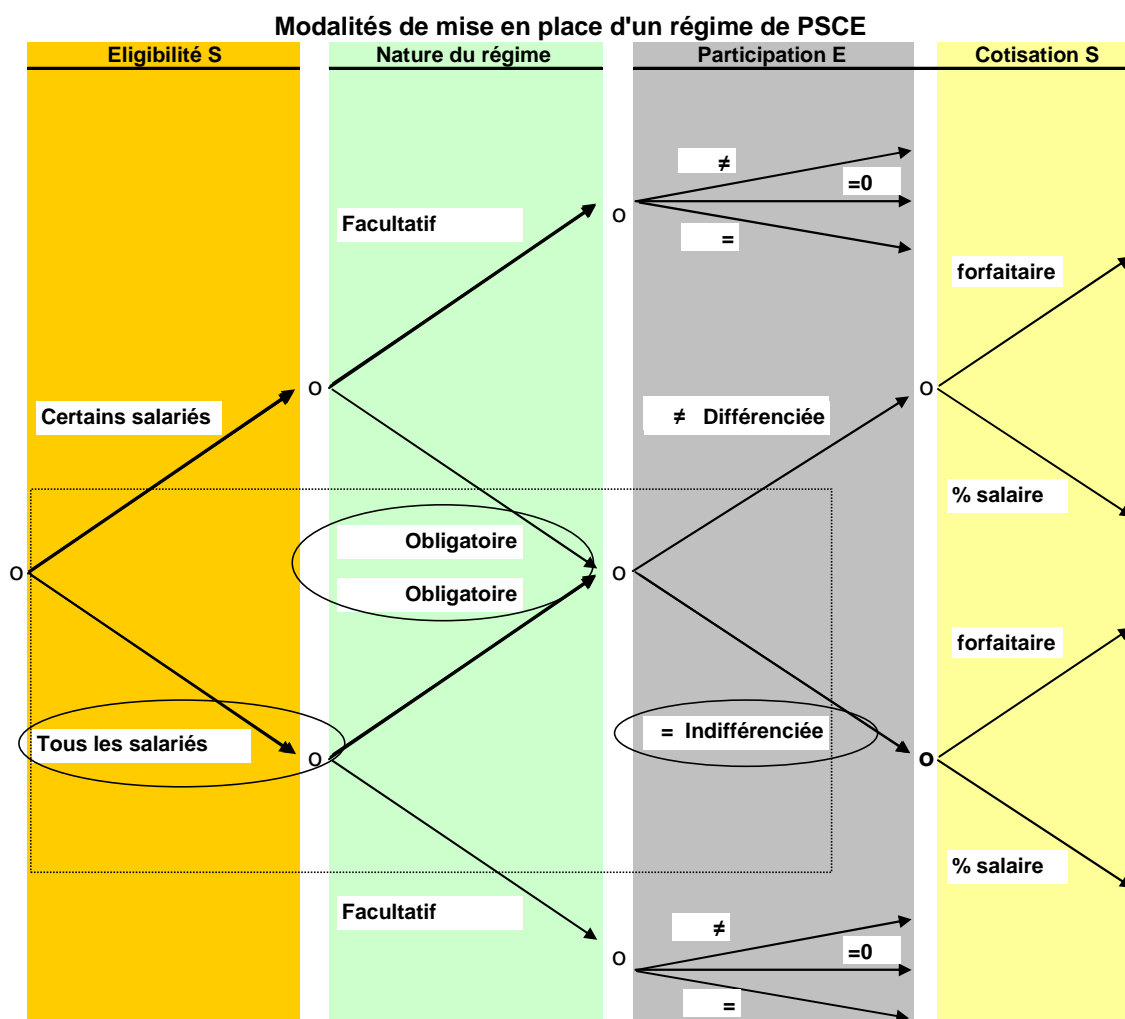 Modalités de mise en place d'un régime de PSCE
Eligibilité S
Nature du régime
Participation E
Cotisation S
≠
=0
=
Facultatif
o
forfaitaire
o
o
Certains salariés
≠ Différenciée
% salaire
Obligatoire
o
o
Obligatoire
forfaitaire
Tous les salariés
= Indifférenciée
o
o
% salaire
Facultatif
≠
=0
o
=